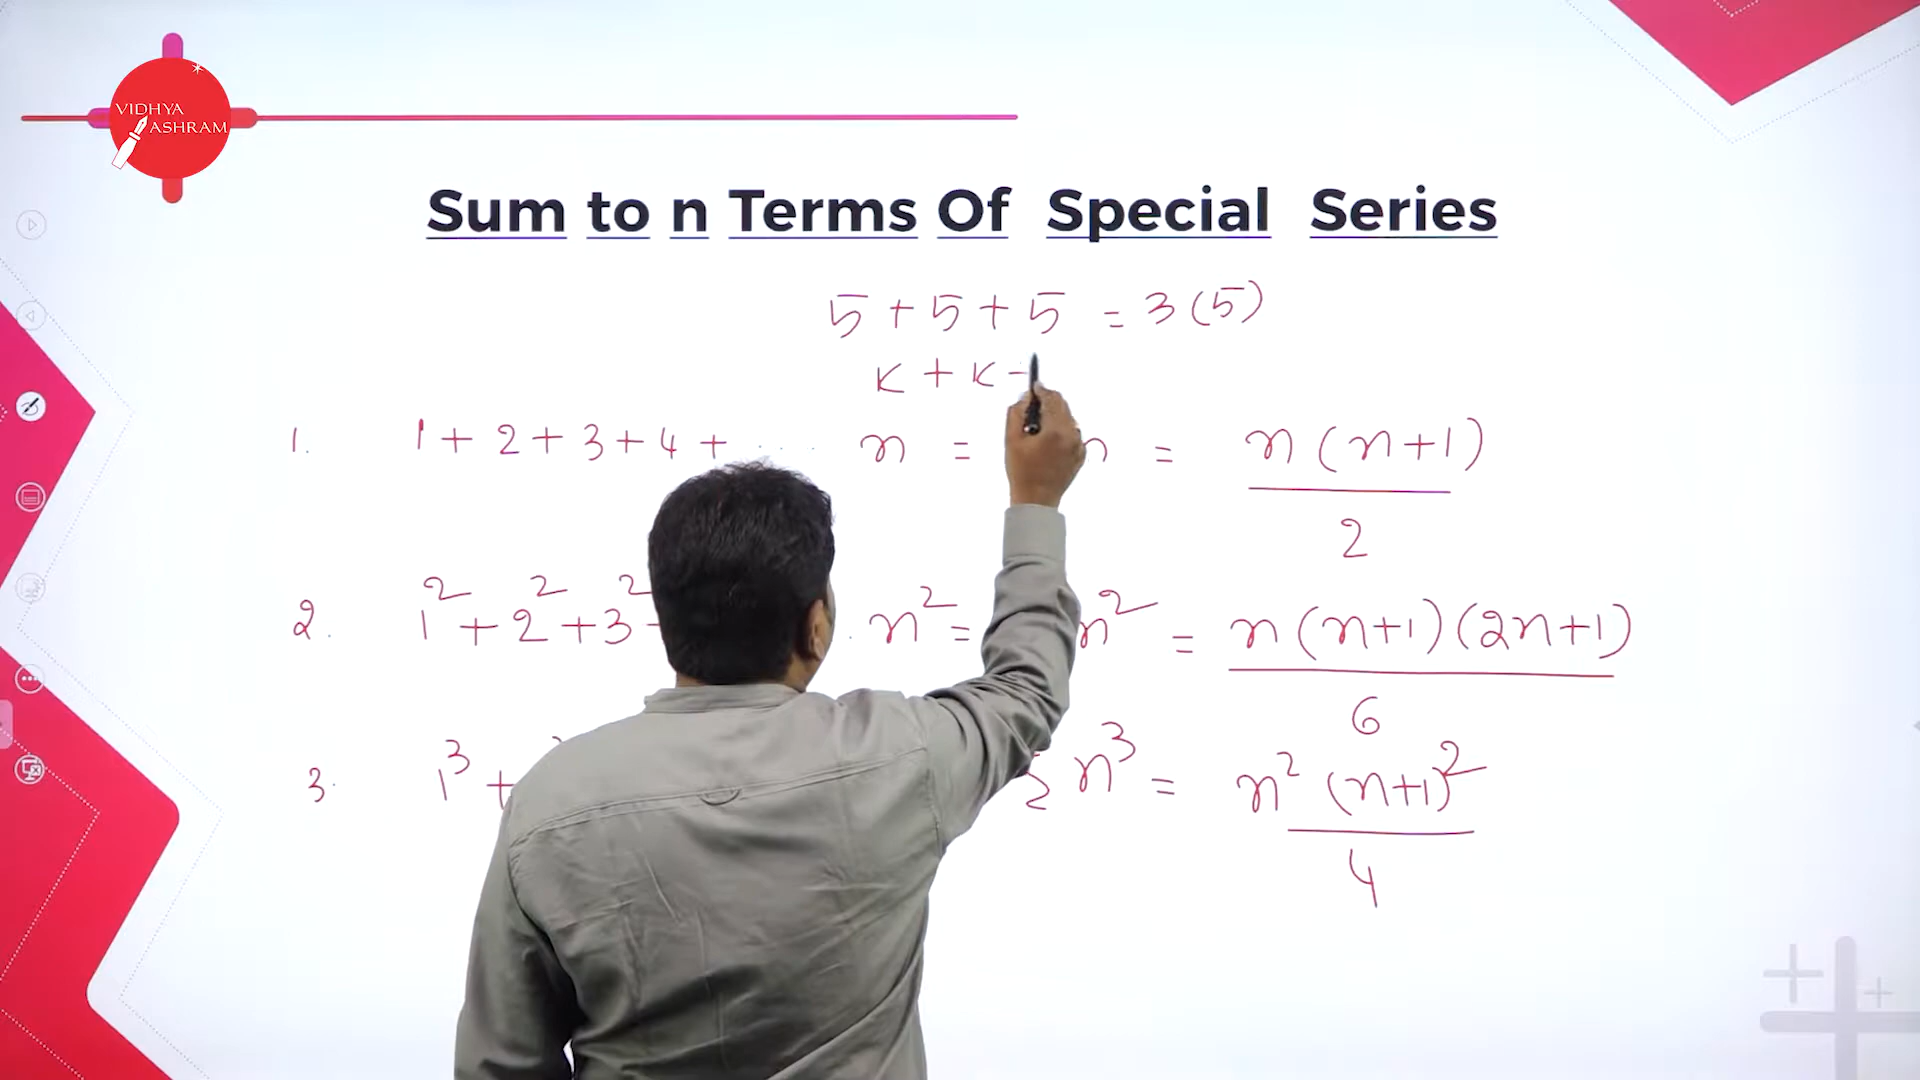 VIDHYA
ASHRAM
Sum to n Terms Of Special Series
5 + 5 + 5 = 3 (5)
K + K -
1. 1 + 2 + 3 + 4 + ..... n = n = n (n+1)
2
2. 1² + 2² + 3² . n² = n² = n (n+1) (2n+1)
6
3. 1³ + Σ n³ = n² (n+1)²
4